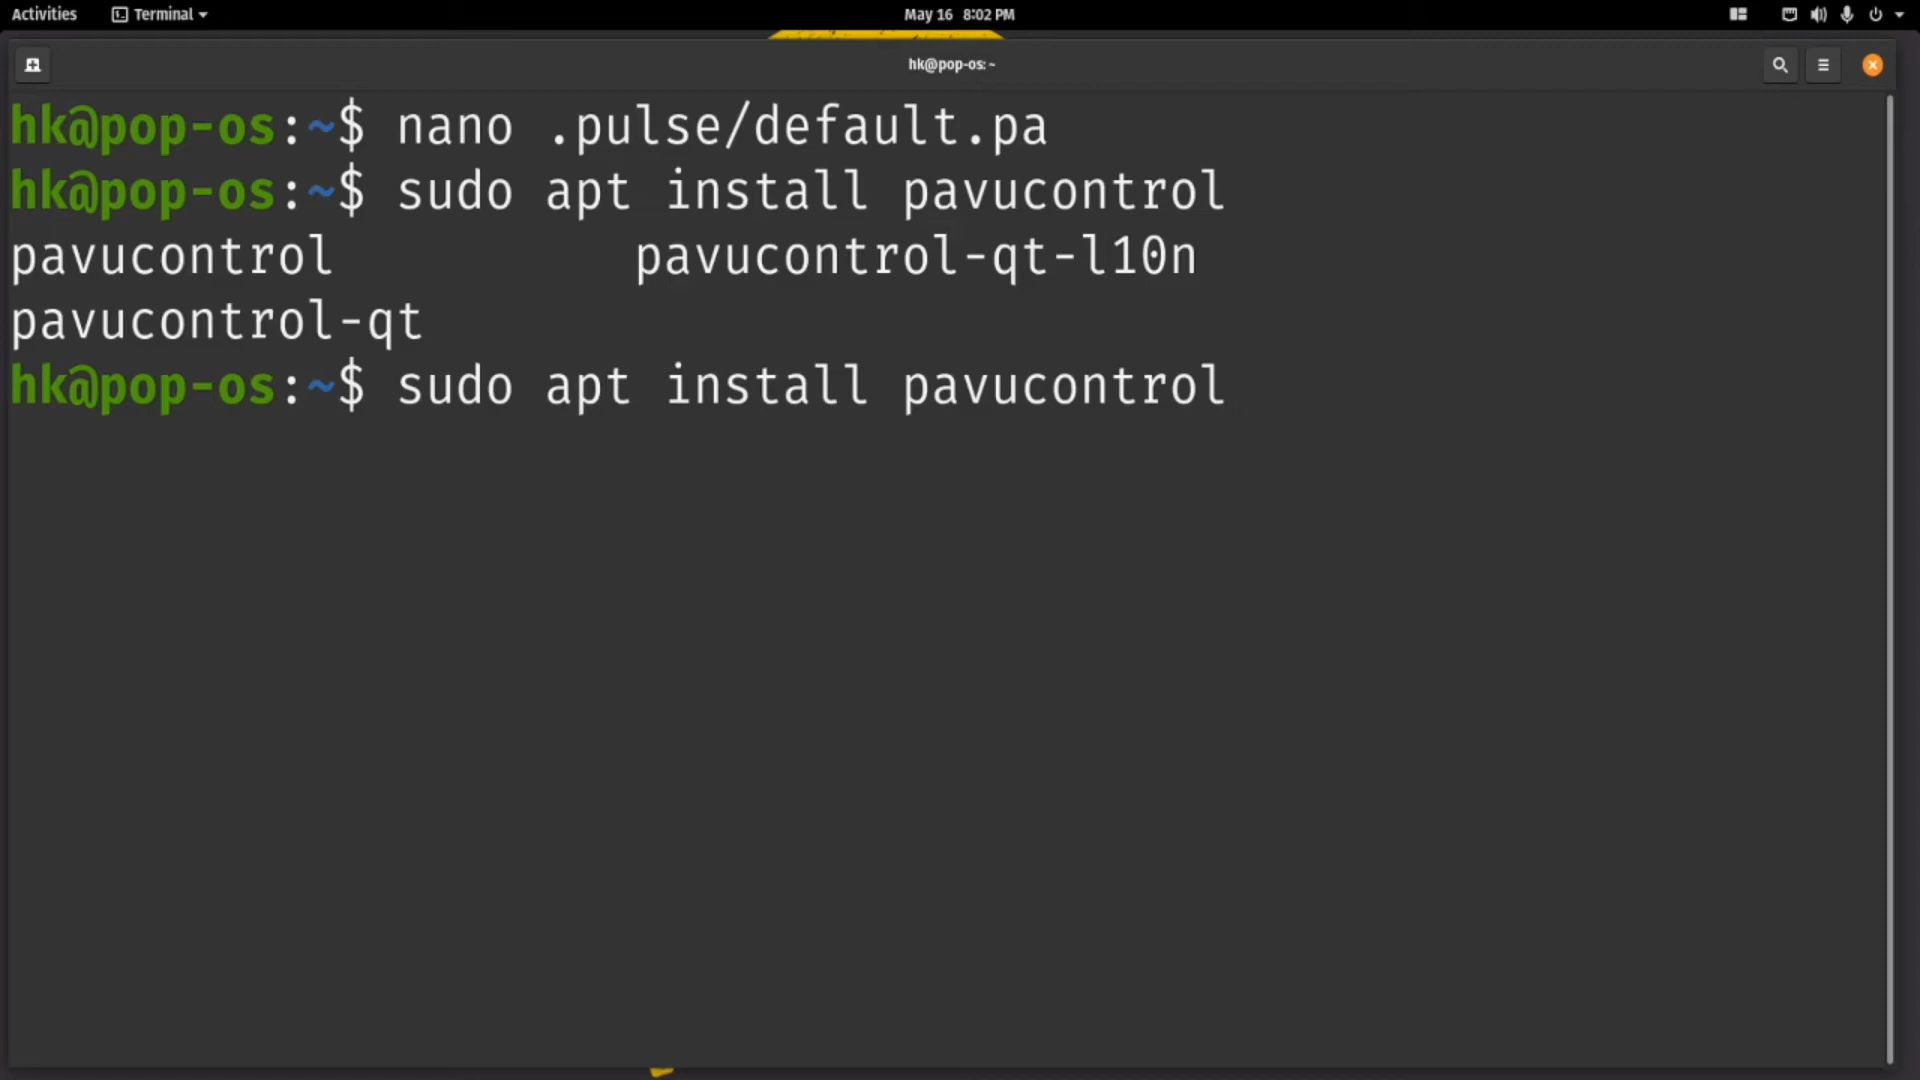 Activities Terminal May 16 8:02 PM
hk@pop-os: ~
hk@pop-os:~$ nano .pulse/default.pa
hk@pop-os:~$ sudo apt install pavucontrol
pavucontrol pavucontrol-qt-l10n
pavucontrol-qt
hk@pop-os:~$ sudo apt install pavucontrol